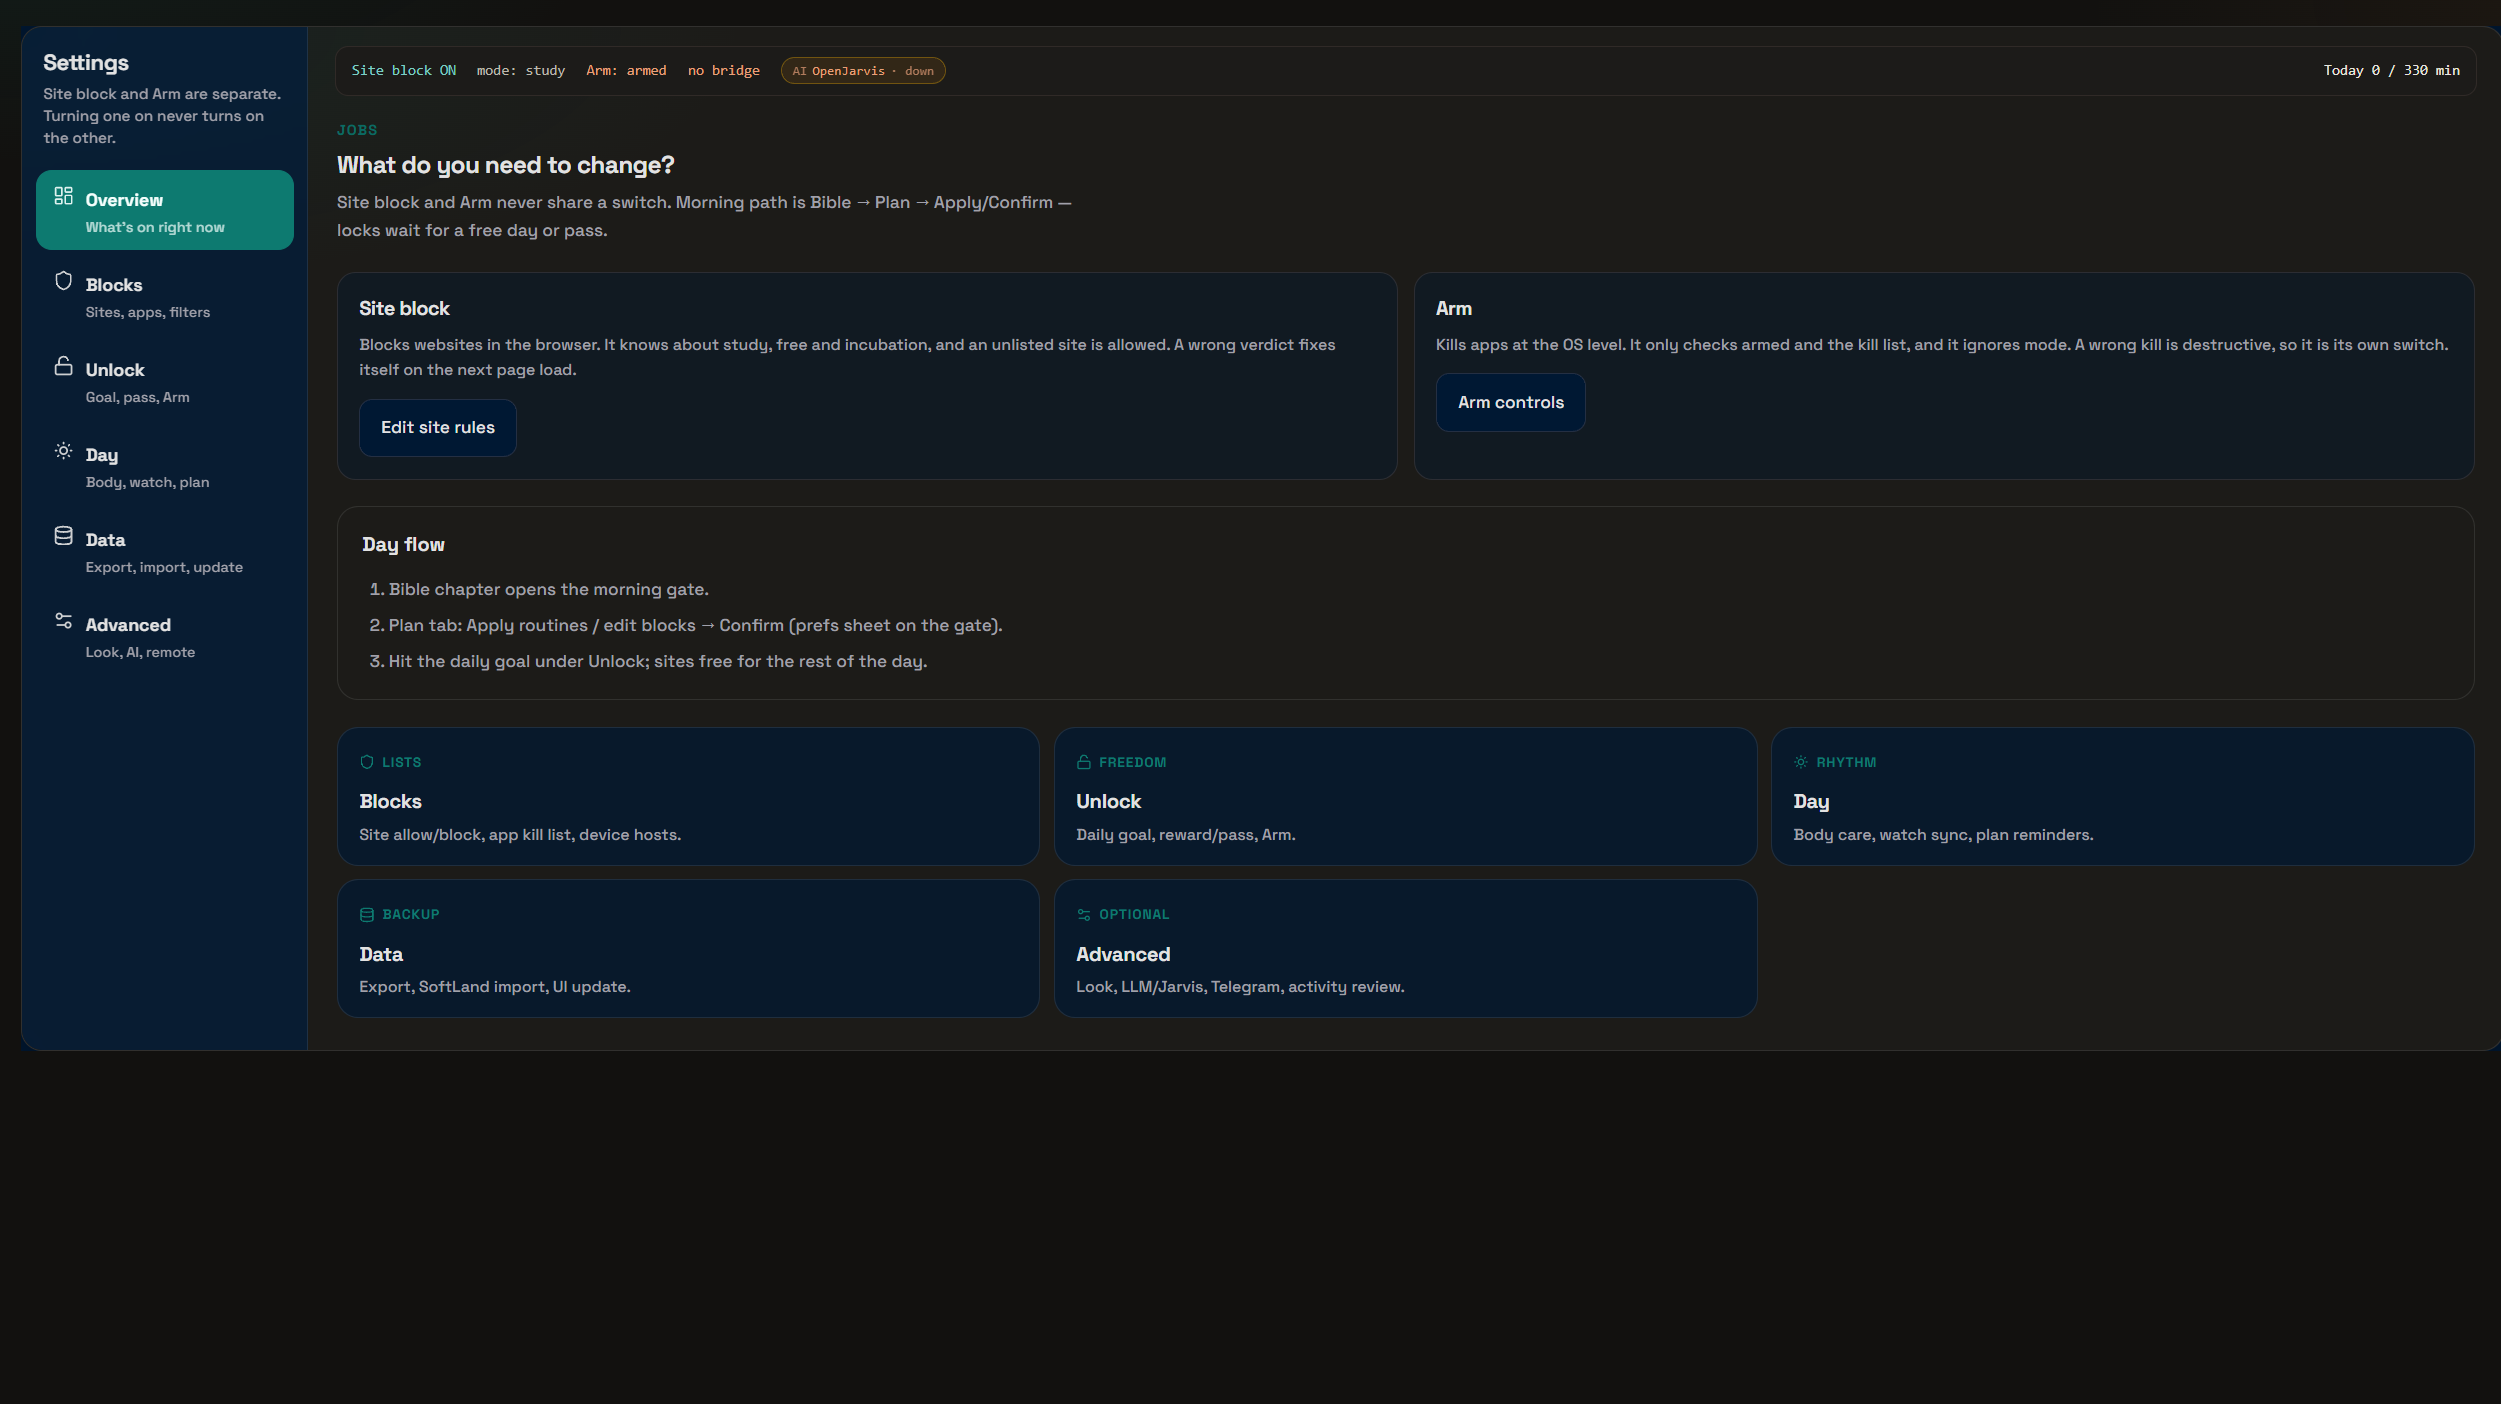 Settings
Site block and Arm are separate.
Turning one on never turns on
the other.
Overview
What's on right now
Blocks
Sites, apps, filters
Unlock
Goal, pass, Arm
Day
Body, watch, plan
Data
Export, import, update
Advanced
Look, AI, remote
Site block ON mode: study Arm: armed no bridge AI OpenJarvis · down Today 0 / 330 min
JOBS
What do you need to change?
Site block and Arm never share a switch. Morning path is Bible → Plan → Apply/Confirm —
locks wait for a free day or pass.
Site block
Blocks websites in the browser. It knows about study, free and incubation, and an unlisted site is allowed. A wrong verdict fixes
itself on the next page load.
Edit site rules
Arm
Kills apps at the OS level. It only checks armed and the kill list, and it ignores mode. A wrong kill is destructive, so it is its own switch.
Arm controls
Day flow
1. Bible chapter opens the morning gate.
2. Plan tab: Apply routines / edit blocks → Confirm (prefs sheet on the gate).
3. Hit the daily goal under Unlock; sites free for the rest of the day.
LISTS
Blocks
Site allow/block, app kill list, device hosts.
FREEDOM
Unlock
Daily goal, reward/pass, Arm.
RHYTHM
Day
Body care, watch sync, plan reminders.
BACKUP
Data
Export, SoftLand import, UI update.
OPTIONAL
Advanced
Look, LLM/Jarvis, Telegram, activity review.